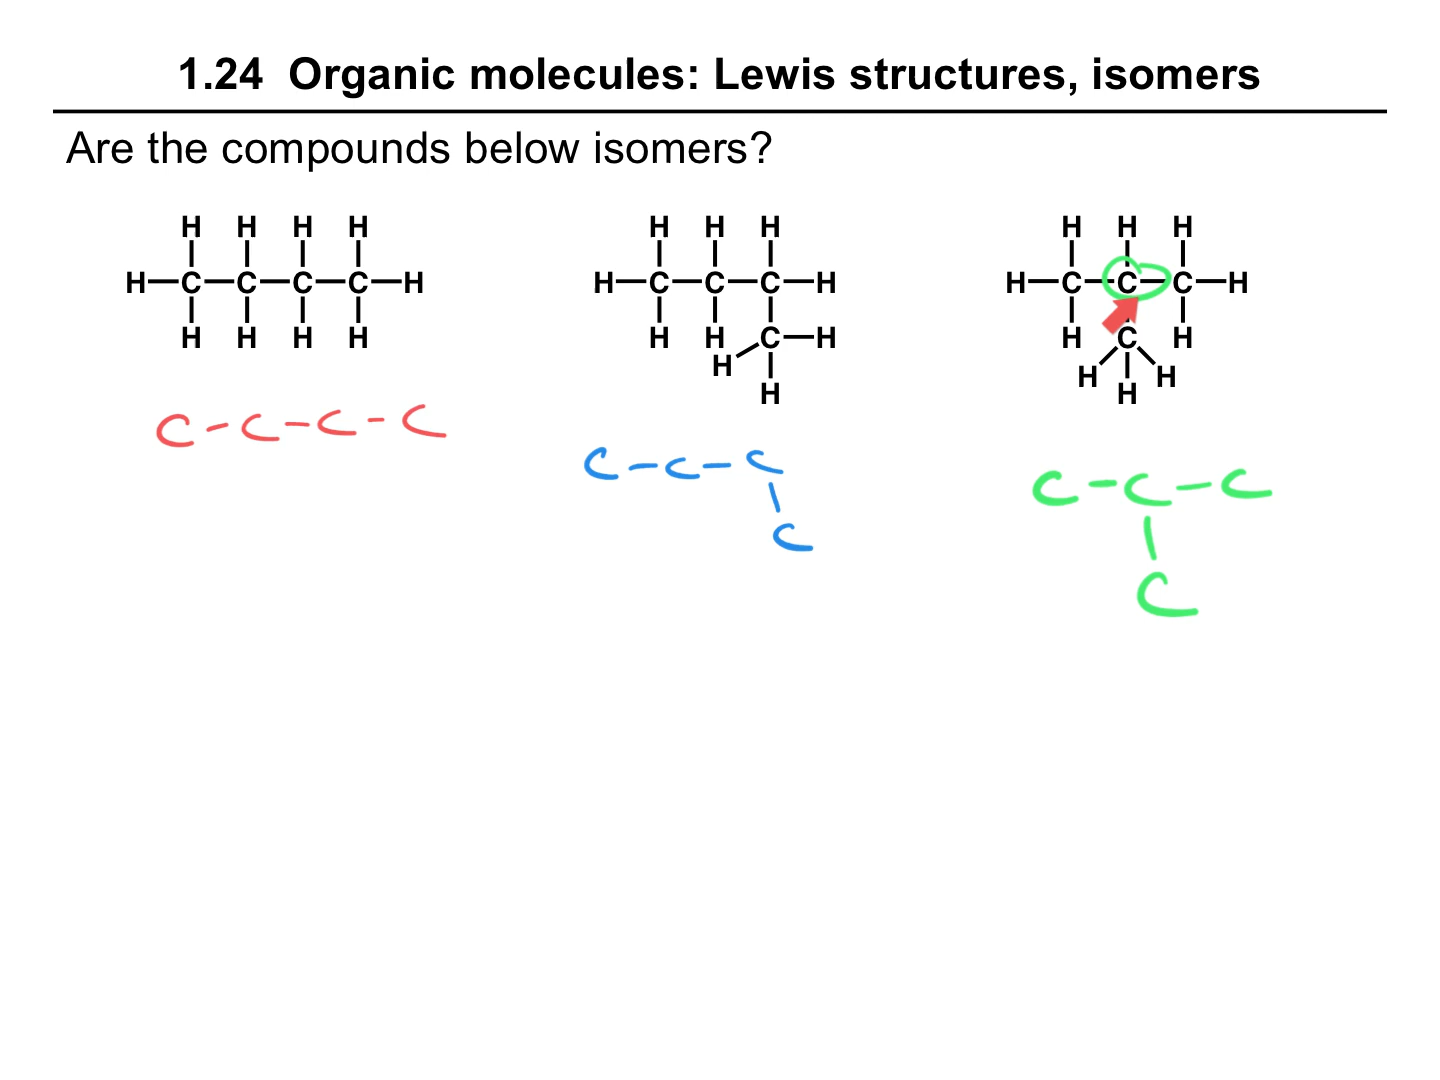 1.24 Organic molecules: Lewis structures, isomers
Are the compounds below isomers?
H H H H H H H H H H
H-C-C-C-C-H H-C-C-C-H H-C-C-C-H
H H H H H H C-H H C H
H H H
H H
C-C-C-C
C-C-C
C-C-C
C
C